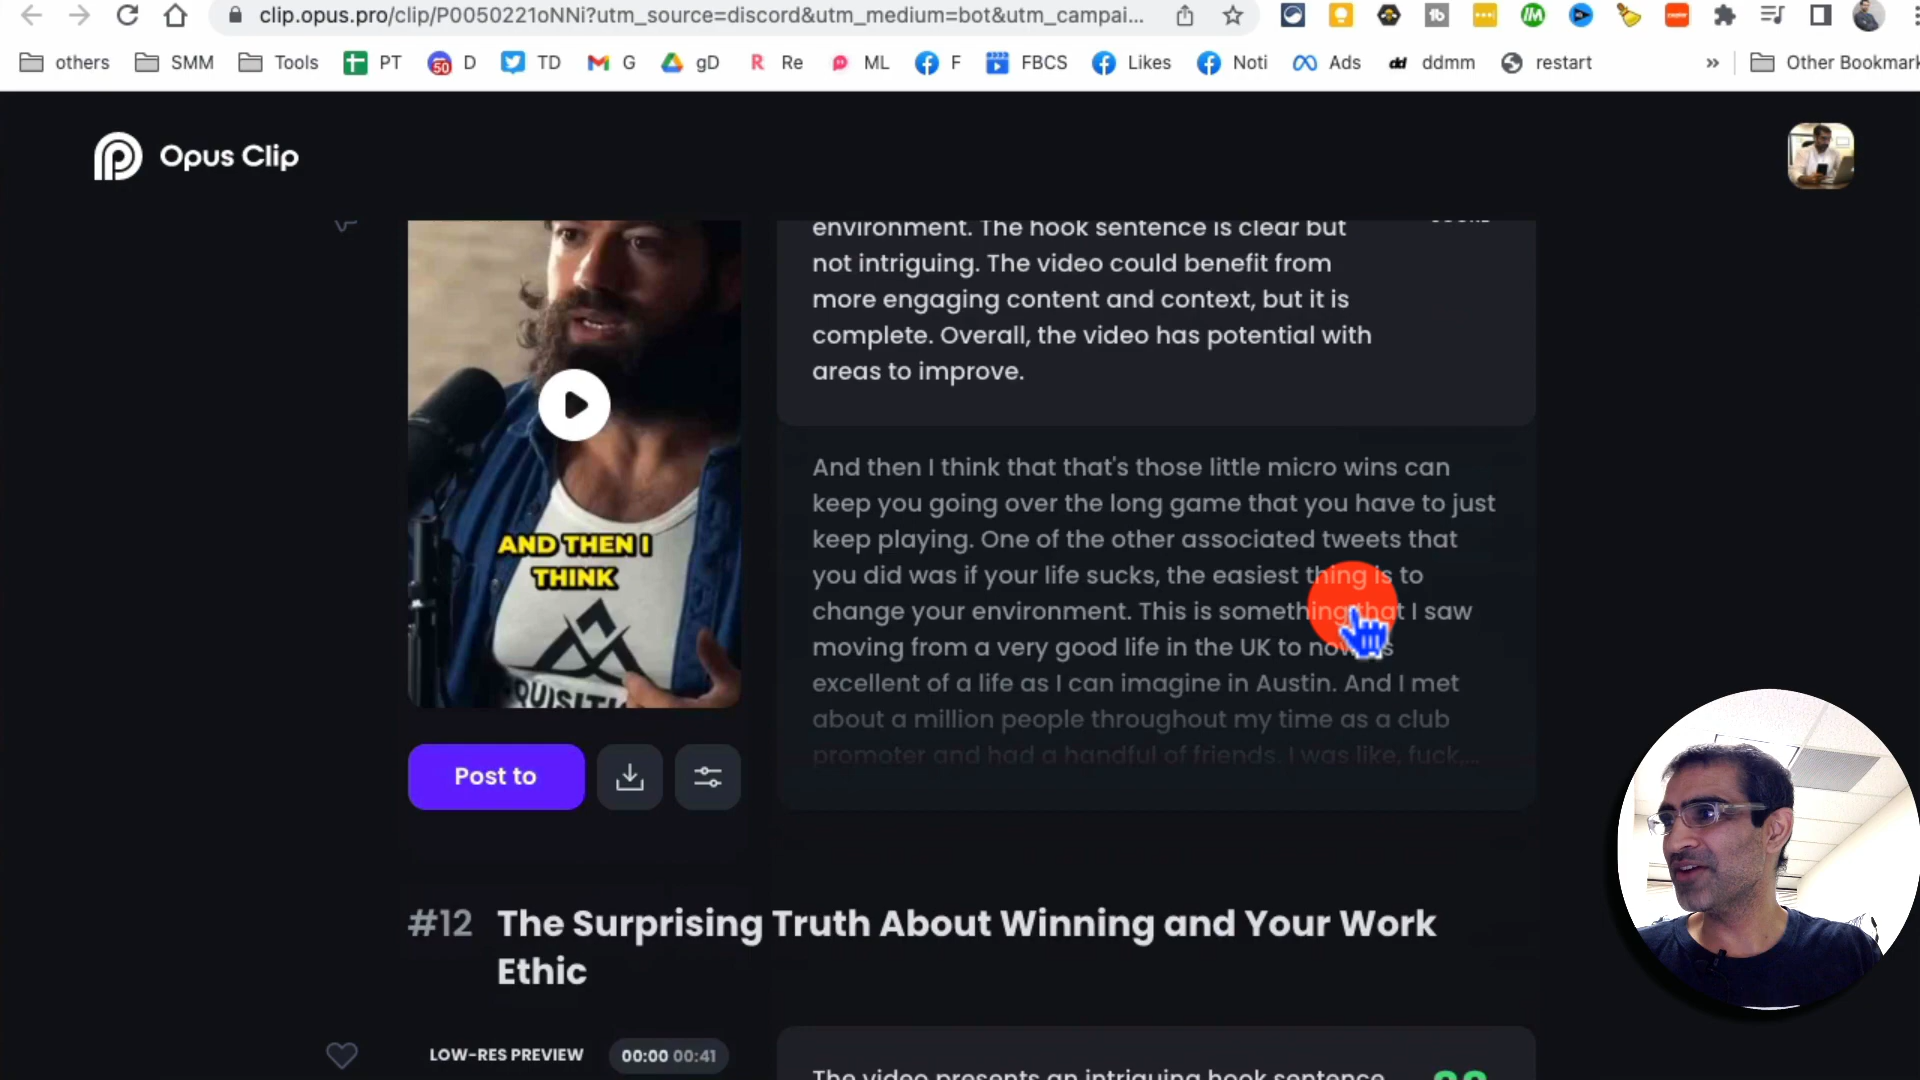 clip.opus.pro/clip/P0050221oNNi?utm_source=discord&utm_medium=bot&utm_campai...
others SMM Tools PT 50 D TD G gD R Re ML F FBCS Likes Noti Ads dd ddmm restart » Other Bookmark
Opus Clip
environment. The hook sentence is clear but
not intriguing. The video could benefit from
more engaging content and context, but it is
complete. Overall, the video has potential with
areas to improve.
And then I think that that's those little micro wins can
keep you going over the long game that you have to just
keep playing. One of the other associated tweets that
you did was if your life sucks, the easiest thing is to
change your environment. This is something that I saw
moving from a very good life in the UK to now
excellent of a life as I can imagine in Austin. And I met
about a million people throughout my time as a club
promoter and had a handful of friends. I was like, fuck....
AND THEN I
THINK
Post to
#12 The Surprising Truth About Winning and Your Work
Ethic
LOW-RES PREVIEW 00:00 00:41
The video presents an intriguing hook sentence